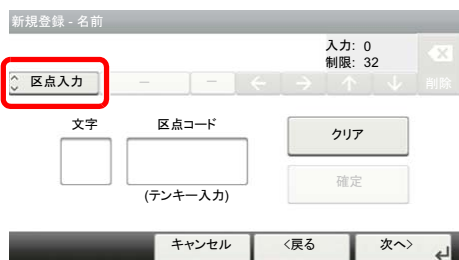 新規登録 - 名前
入力: 0
制限: 32
区点入力 － － ← → ↑ ↓ 削除
文字 区点コード
クリア
確定
(テンキー入力)
キャンセル <戻る 次へ>